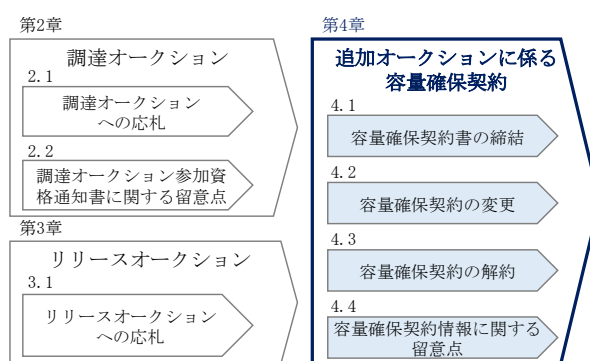 第2章
調達オークション
2.1
調達オークション
への応札
2.2
調達オークション参加資
格通知書に関する留意点
第3章
リリースオークション
3.1
リリースオークション
への応札
第4章
追加オークションに係る
容量確保契約
4.1
容量確保契約書の締結
4.2
容量確保契約の変更
4.3
容量確保契約の解約
4.4
容量確保契約情報に関する
留意点